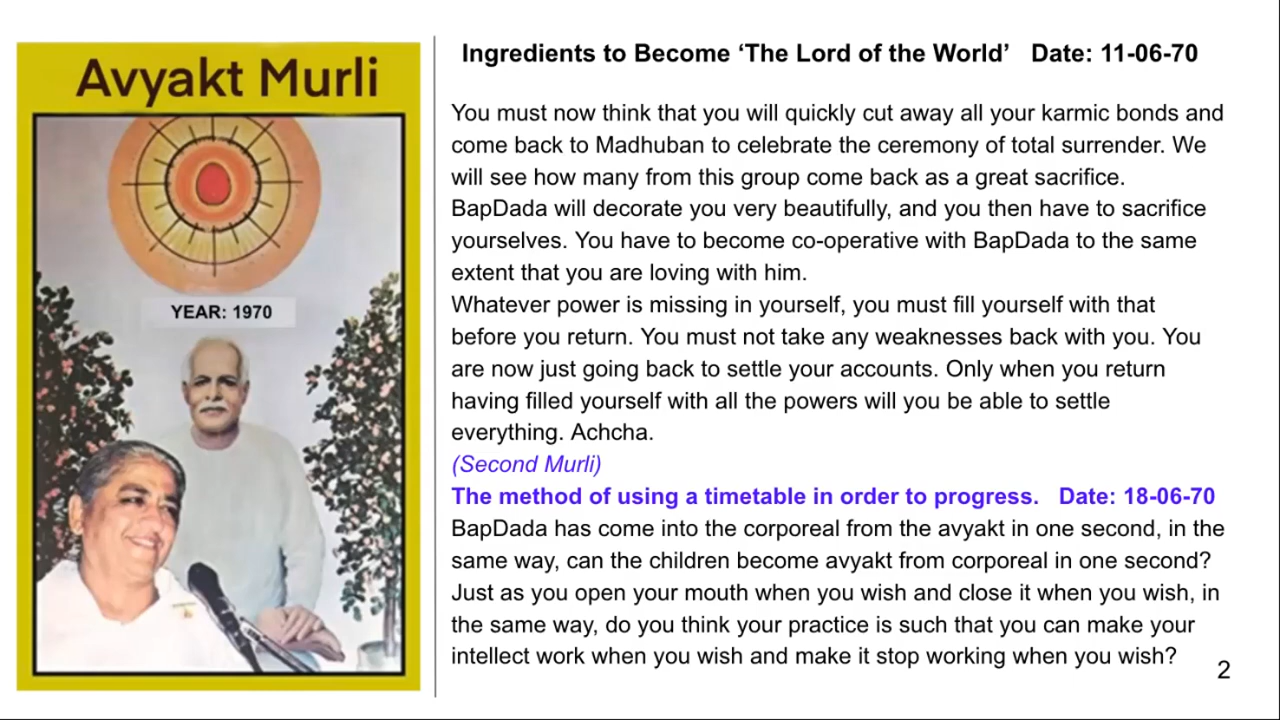 Avyakt Murli
YEAR: 1970
Ingredients to Become ‘The Lord of the World’   Date: 11-06-70
You must now think that you will quickly cut away all your karmic bonds and
come back to Madhuban to celebrate the ceremony of total surrender. We
will see how many from this group come back as a great sacrifice.
BapDada will decorate you very beautifully, and you then have to sacrifice
yourselves. You have to become co-operative with BapDada to the same
extent that you are loving with him.
Whatever power is missing in yourself, you must fill yourself with that
before you return. You must not take any weaknesses back with you. You
are now just going back to settle your accounts. Only when you return
having filled yourself with all the powers will you be able to settle
everything. Achcha.
(Second Murli)
The method of using a timetable in order to progress.   Date: 18-06-70
BapDada has come into the corporeal from the avyakt in one second, in the
same way, can the children become avyakt from corporeal in one second?
Just as you open your mouth when you wish and close it when you wish, in
the same way, do you think your practice is such that you can make your
intellect work when you wish and make it stop working when you wish?
2